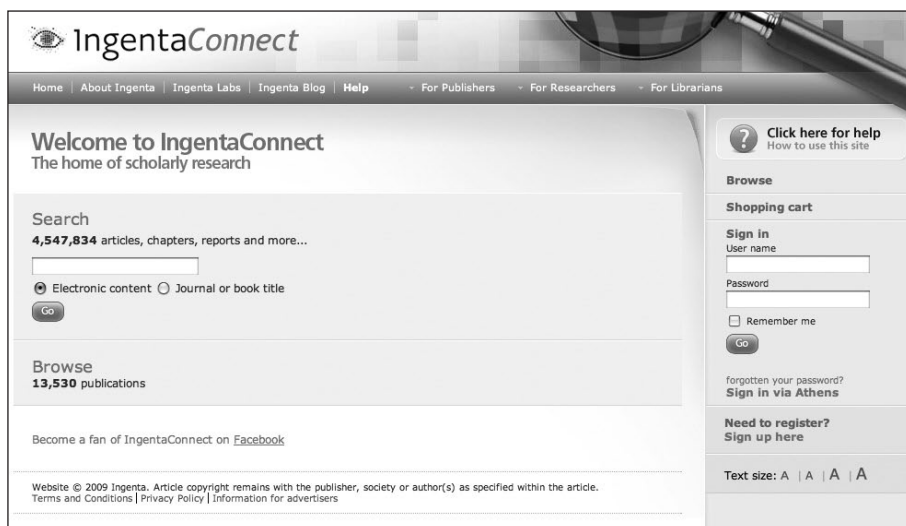 IngentaConnect
Home | About Ingenta | Ingenta Labs | Ingenta Blog | Help For Publishers For Researchers For Librarians
Welcome to IngentaConnect
The home of scholarly research
Search
4,547,834 articles, chapters, reports and more...
Electronic content Journal or book title
Go
Browse
13,530 publications
Become a fan of IngentaConnect on Facebook
Website © 2009 Ingenta. Article copyright remains with the publisher, society or author(s) as specified within the article.
Terms and Conditions | Privacy Policy | Information for advertisers
? Click here for help
How to use this site
Browse
Shopping cart
Sign in
User name
Password
Remember me
Go
forgotten your password?
Sign in via Athens
Need to register?
Sign up here
Text size: A | A | A | A